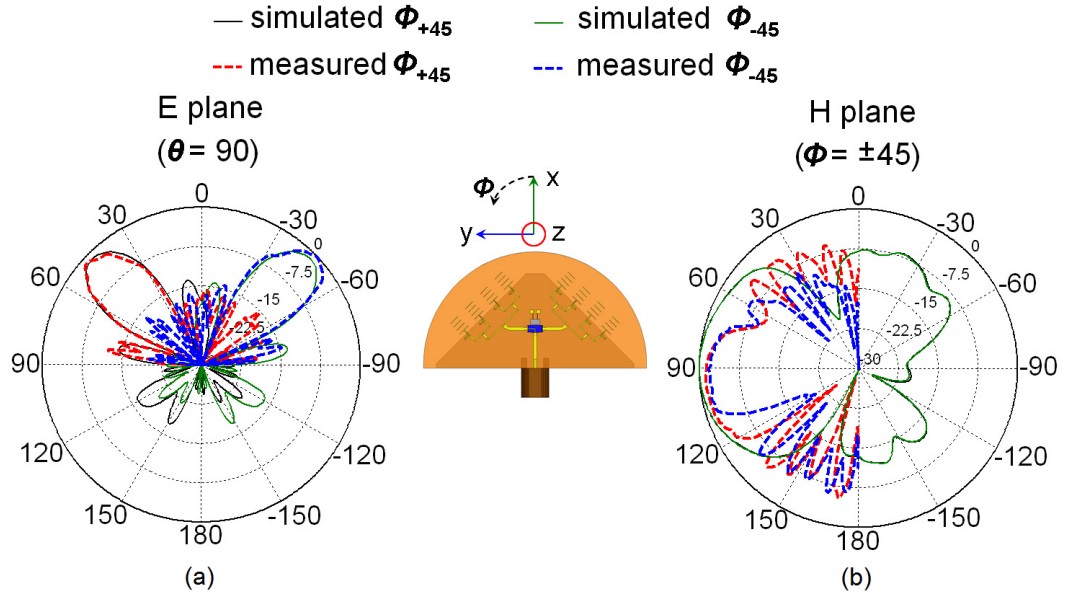 simulated Φ+45
simulated Φ-45
measured Φ+45
measured Φ-45
E plane
(θ = 90)
H plane
(Φ = ±45)
0
30
-30
60
-60
90
-90
120
-120
150
-150
180
0
-7.5
-15
-22.5
(a)
Φ
x
y
z
0
30
-30
60
-60
90
-90
120
-120
150
-150
180
0
-7.5
-15
-22.5
-30
(b)